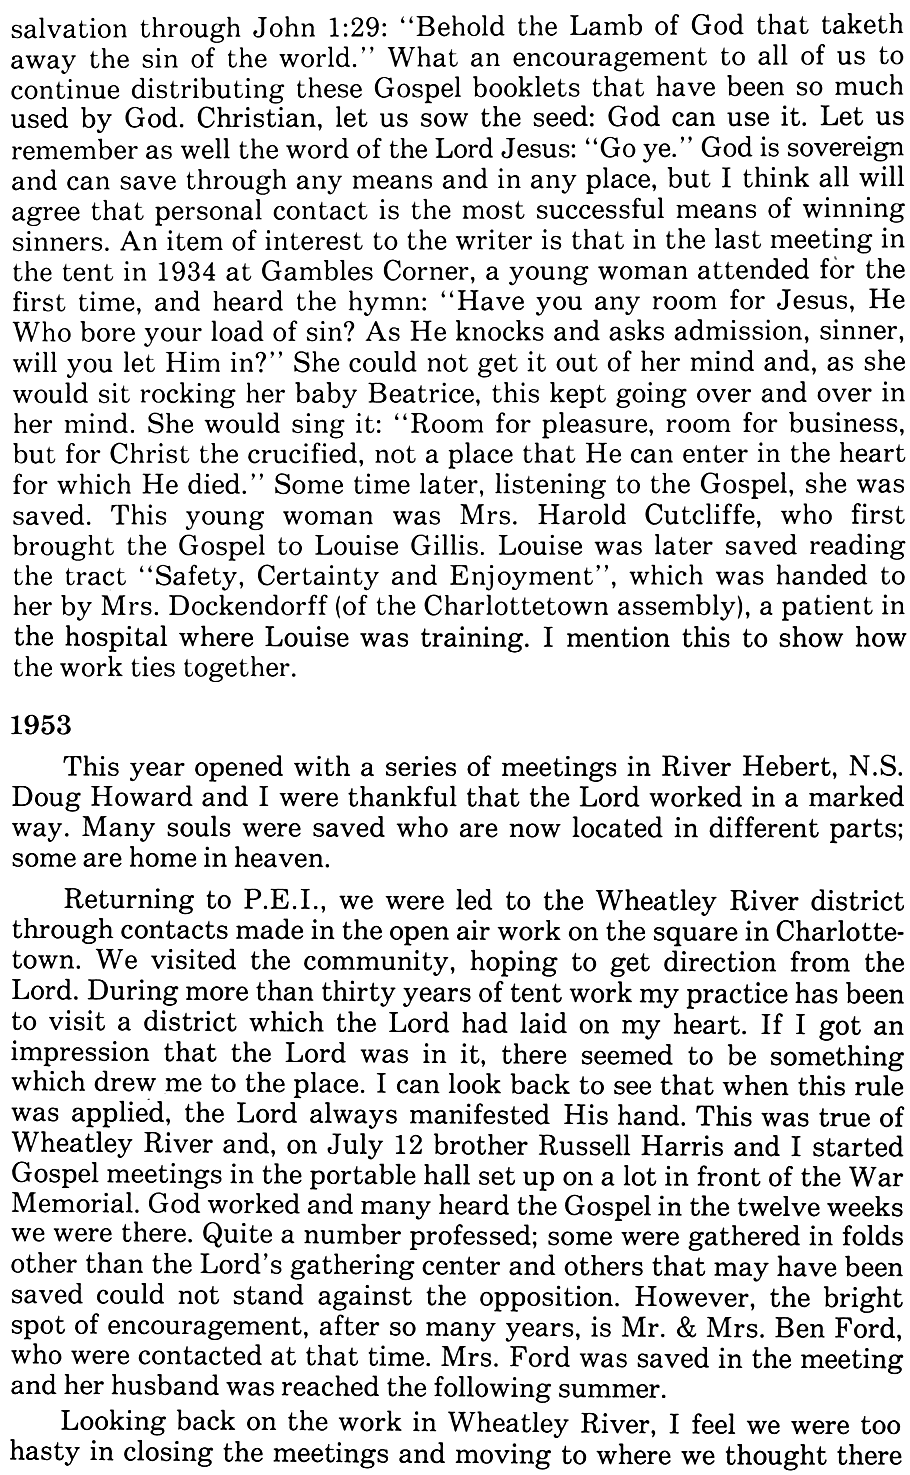 salvation through John 1:29: “Behold the Lamb of God that taketh
away the sin of the world.” What an encouragement to all of us to
continue distributing these Gospel booklets that have been so much
used by God. Christian, let us sow the seed: God can use it. Let us
remember as well the word of the Lord Jesus: “Go ye.” God is sovereign
and can save through any means and in any place, but I think all will
agree that personal contact is the most successful means of winning
sinners. An item of interest to the writer is that in the last meeting in
the tent in 1934 at Gambles Corner, a young woman attended for the
first time, and heard the hymn: “Have you any room for Jesus, He
Who bore your load of sin? As He knocks and asks admission, sinner,
will you let Him in?” She could not get it out of her mind and, as she
would sit rocking her baby Beatrice, this kept going over and over in
her mind. She would sing it: “Room for pleasure, room for business,
but for Christ the crucified, not a place that He can enter in the heart
for which He died.” Some time later, listening to the Gospel, she was
saved. This young woman was Mrs. Harold Cutcliffe, who first
brought the Gospel to Louise Gillis. Louise was later saved reading
the tract “Safety, Certainty and Enjoyment”, which was handed to
her by Mrs. Dockendorff (of the Charlottetown assembly), a patient in
the hospital where Louise was training. I mention this to show how
the work ties together.
1953
This year opened with a series of meetings in River Hebert, N.S.
Doug Howard and I were thankful that the Lord worked in a marked
way. Many souls were saved who are now located in different parts;
some are home in heaven.
Returning to P.E.I., we were led to the Wheatley River district
through contacts made in the open air work on the square in Charlotte-
town. We visited the community, hoping to get direction from the
Lord. During more than thirty years of tent work my practice has been
to visit a district which the Lord had laid on my heart. If I got an
impression that the Lord was in it, there seemed to be something
which drew me to the place. I can look back to see that when this rule
was applied, the Lord always manifested His hand. This was true of
Wheatley River and, on July 12 brother Russell Harris and I started
Gospel meetings in the portable hall set up on a lot in front of the War
Memorial. God worked and many heard the Gospel in the twelve weeks
we were there. Quite a number professed; some were gathered in folds
other than the Lord's gathering center and others that may have been
saved could not stand against the opposition. However, the bright
spot of encouragement, after so many years, is Mr. & Mrs. Ben Ford,
who were contacted at that time. Mrs. Ford was saved in the meeting
and her husband was reached the following summer.
Looking back on the work in Wheatley River, I feel we were too
hasty in closing the meetings and moving to where we thought there